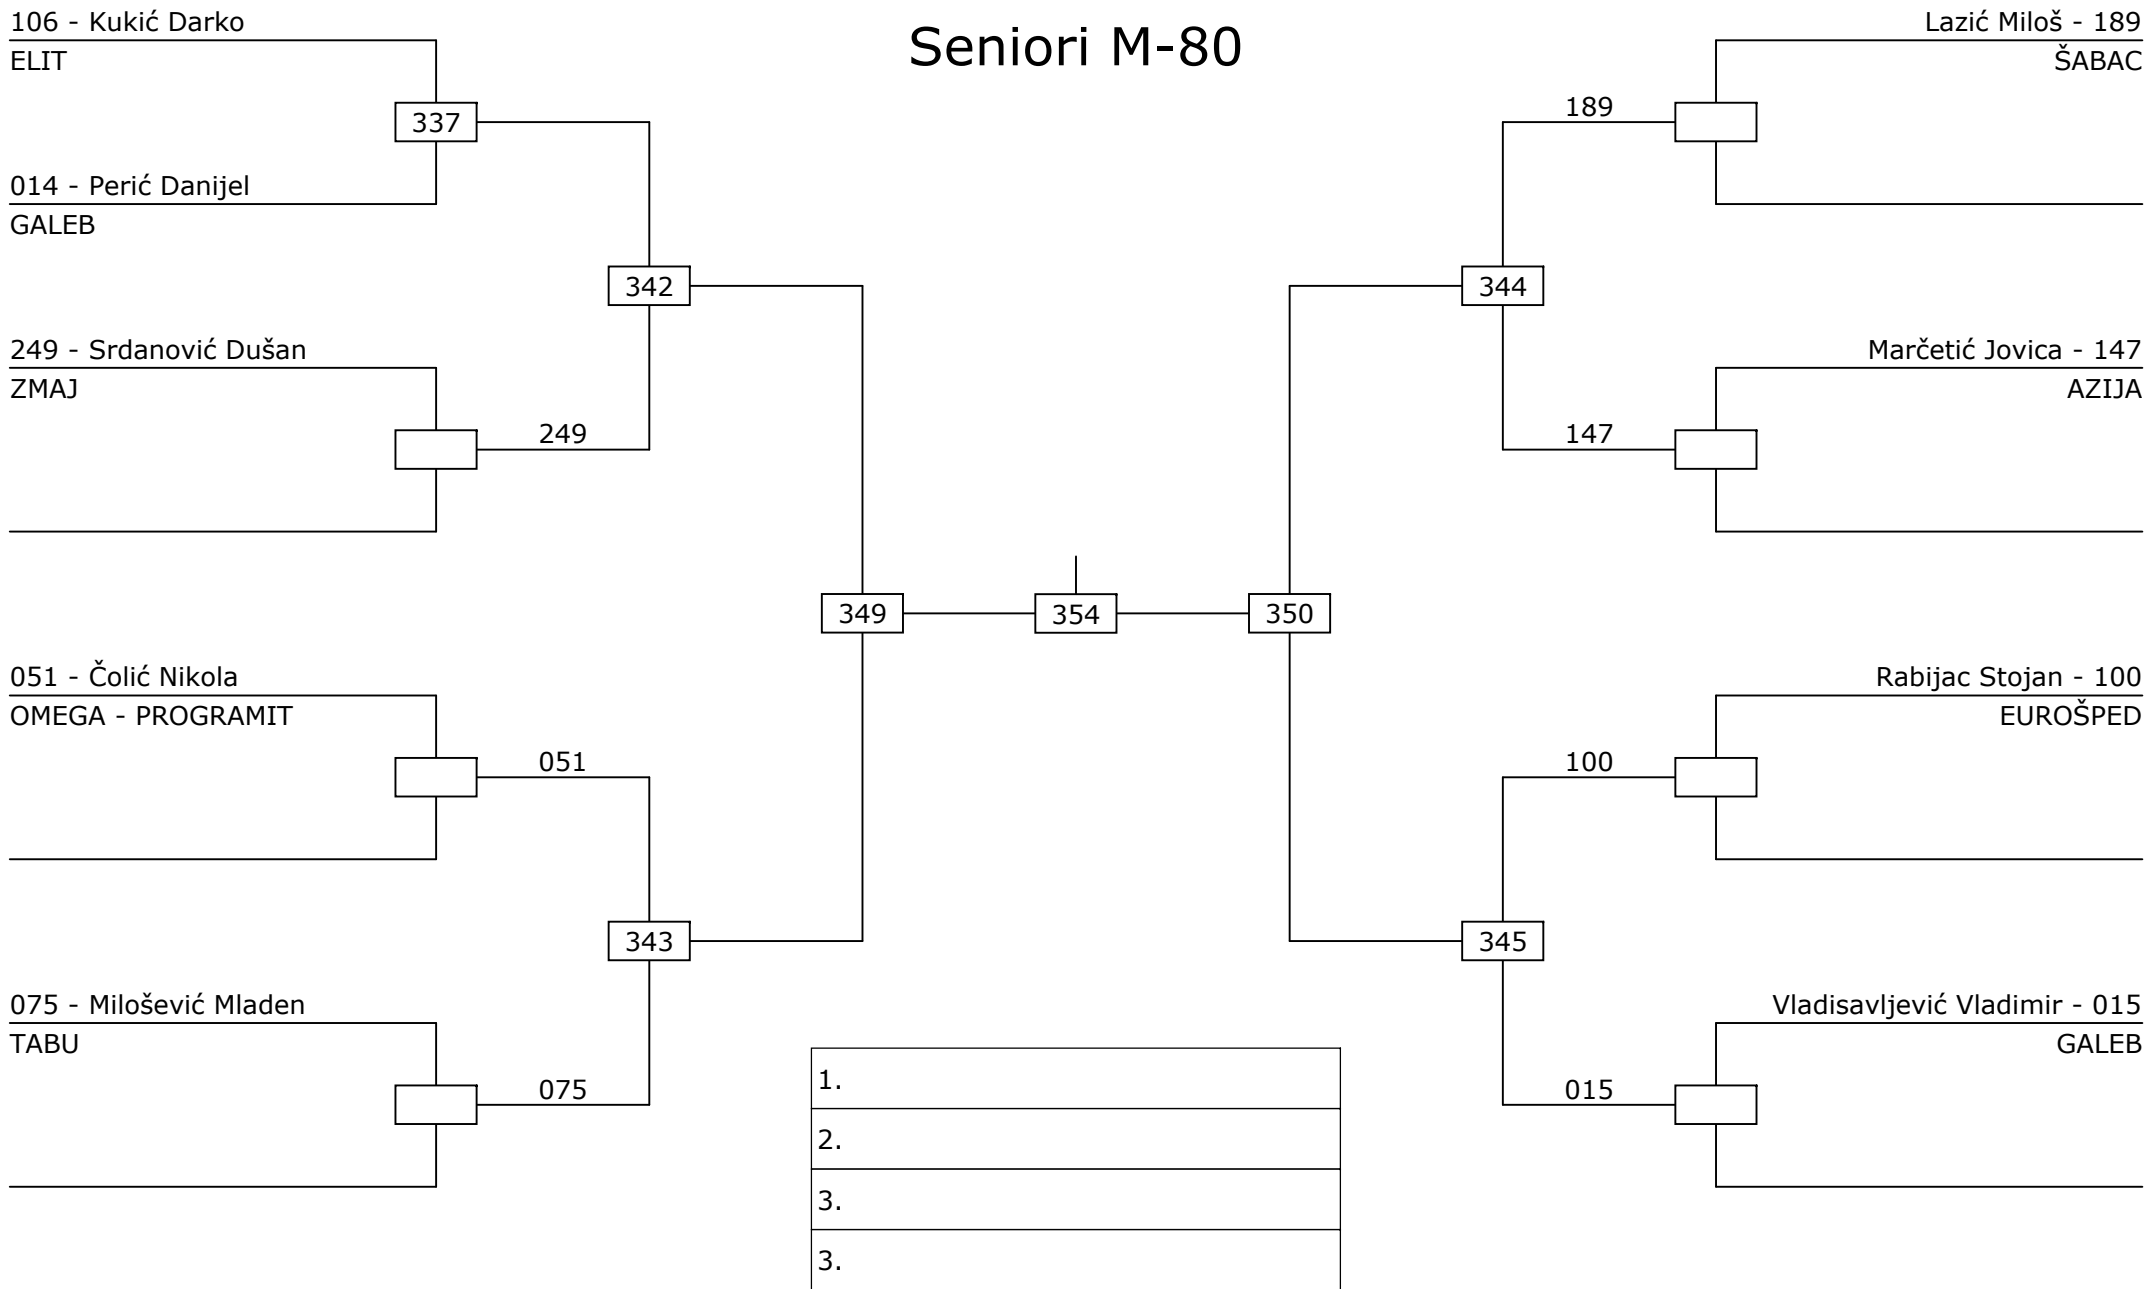 Seniori M-80
106 - Kukić Darko
ELIT
337
014 - Perić Danijel
GALEB
342
249 - Srdanović Dušan
ZMAJ
249
349
051 - Čolić Nikola
OMEGA - PROGRAMIT
051
343
075 - Milošević Mladen
TABU
075
354
Lazić Miloš - 189
ŠABAC
189
344
Marčetić Jovica - 147
AZIJA
147
350
Rabijac Stojan - 100
EUROŠPED
100
345
Vladisavljević Vladimir - 015
GALEB
015
1.
2.
3.
3.